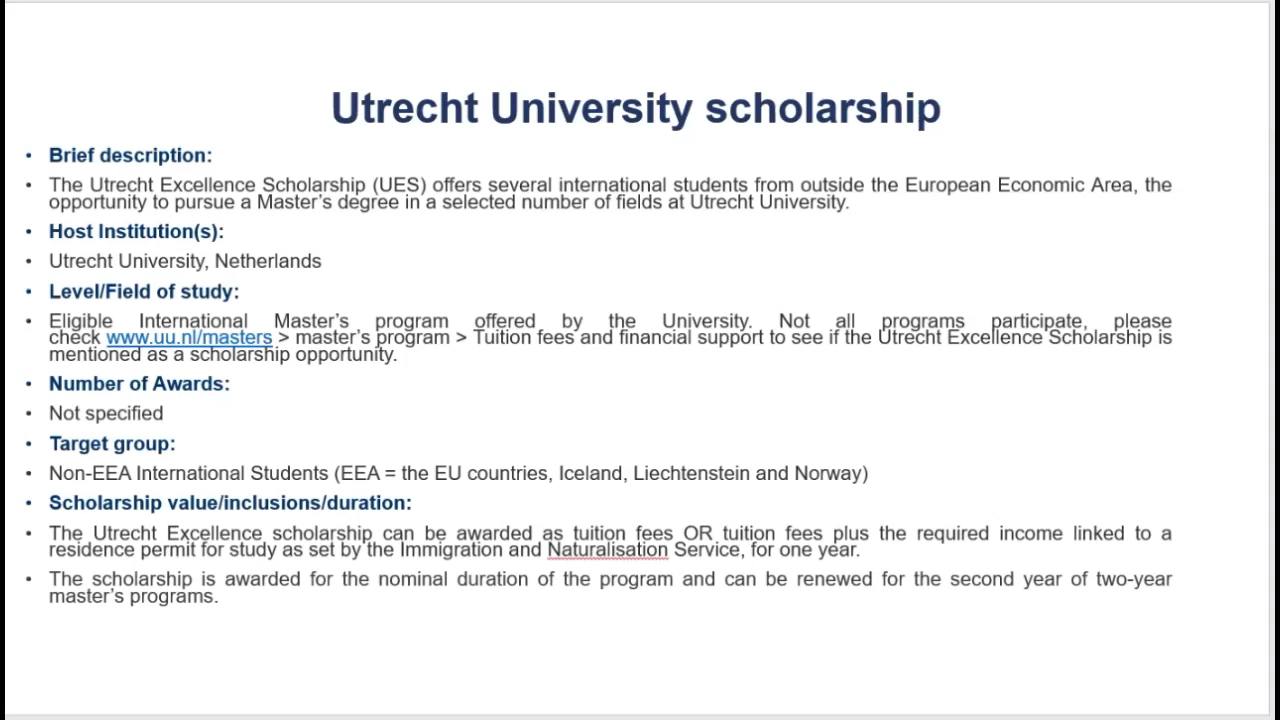 Utrecht University scholarship
• Brief description:
• The Utrecht Excellence Scholarship (UES) offers several international students from outside the European Economic Area, the
opportunity to pursue a Master's degree in a selected number of fields at Utrecht University.
• Host Institution(s):
• Utrecht University, Netherlands
• Level/Field of study:
• Eligible International Master's program offered by the University. Not all programs participate, please
check www.uu.nl/masters > master's program > Tuition fees and financial support to see if the Utrecht Excellence Scholarship is
mentioned as a scholarship opportunity.
• Number of Awards:
• Not specified
• Target group:
• Non-EEA International Students (EEA = the EU countries, Iceland, Liechtenstein and Norway)
• Scholarship value/inclusions/duration:
• The Utrecht Excellence scholarship can be awarded as tuition fees OR tuition fees plus the required income linked to a
residence permit for study as set by the Immigration and Naturalisation Service, for one year.
• The scholarship is awarded for the nominal duration of the program and can be renewed for the second year of two-year
master's programs.